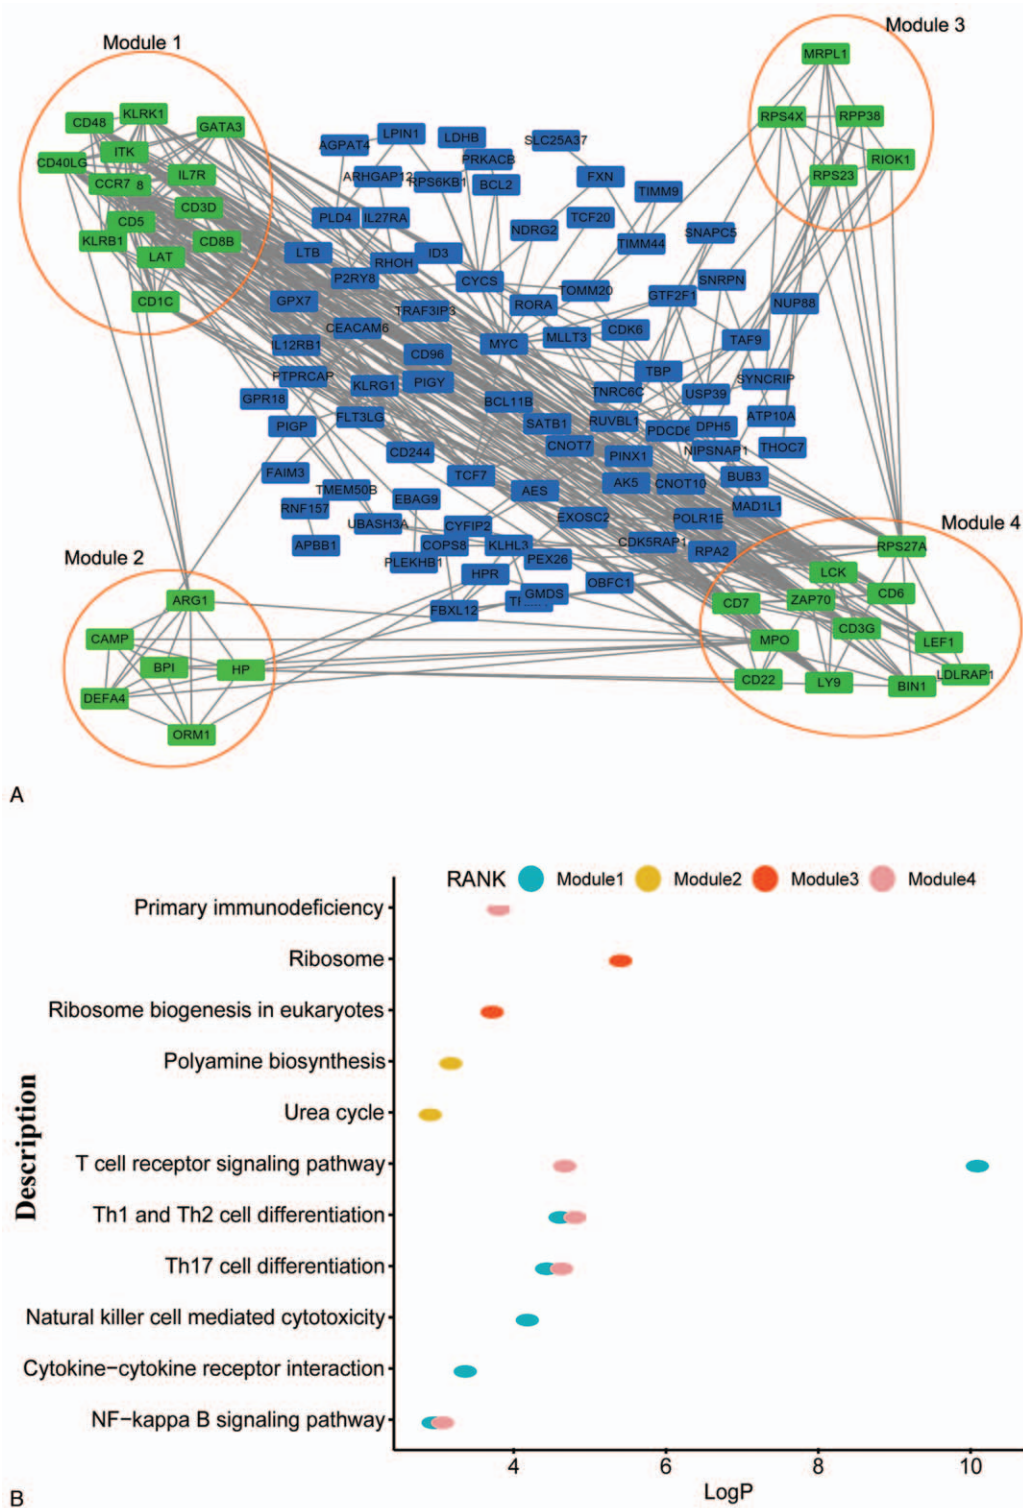 Module 1
Module 3
MRPL1
CD48
KLRK1
GATA3
RPS4X
RPP38
ITK
CD40LG
CCR7
8
IL7R
RIOK1
RPS23
CD5
CD3D
KLRB1
CD8B
LAT
CD1C
AGPAT4
LPIN1
LDHB
SLC25A37
PRKACB
ARHGAP12
RPS6KB1
BCL2
FXN
TIMM9
PLD4
IL27RA
NDRG2
TCF20
SNAPC5
LTB
RHOH
ID3
TIMM44
P2RY8
CYCS
SNRPN
GPX7
TRAF3IP3
RORA
TOMM20
GTF2F1
NUP88
CEACAM6
IL12RB1
CD96
MYC
MLLT3
CDK6
TAF9
PTPRCAP
KLRG1
PIGY
TBP
SYNCRIP
GPR18
TNRC6C
USP39
BCL11B
PIGP
FLT3LG
SATB1
RUVBL1
PDCD6
DPH5
ATP10A
CD244
CNOT7
PINX1
NIPSNAP1
THOC7
FAIM3
TCF7
AK5
CNOT10
BUB3
TMEM50B
EBAG9
AES
MAD1L1
RNF157
UBASH3A
CYFIP2
EXOSC2
POLR1E
APBB1
COPS8
KLHL3
CDK5RAP1
RPA2
PLEKHB1
PEX26
HPR
OBFC1
GMDS
FBXL12
Module 4
RPS27A
LCK
CD7
ZAP70
CD6
CD3G
MPO
LEF1
CD22
LY9
BIN1
LDLRAP1
Module 2
ARG1
CAMP
BPI
HP
DEFA4
ORM1
A
RANK
Module1
Module2
Module3
Module4
Primary immunodeficiency
Ribosome
Ribosome biogenesis in eukaryotes
Polyamine biosynthesis
Urea cycle
T cell receptor signaling pathway
Th1 and Th2 cell differentiation
Th17 cell differentiation
Natural killer cell mediated cytotoxicity
Cytokine−cytokine receptor interaction
NF−kappa B signaling pathway
Description
4
6
8
10
LogP
B